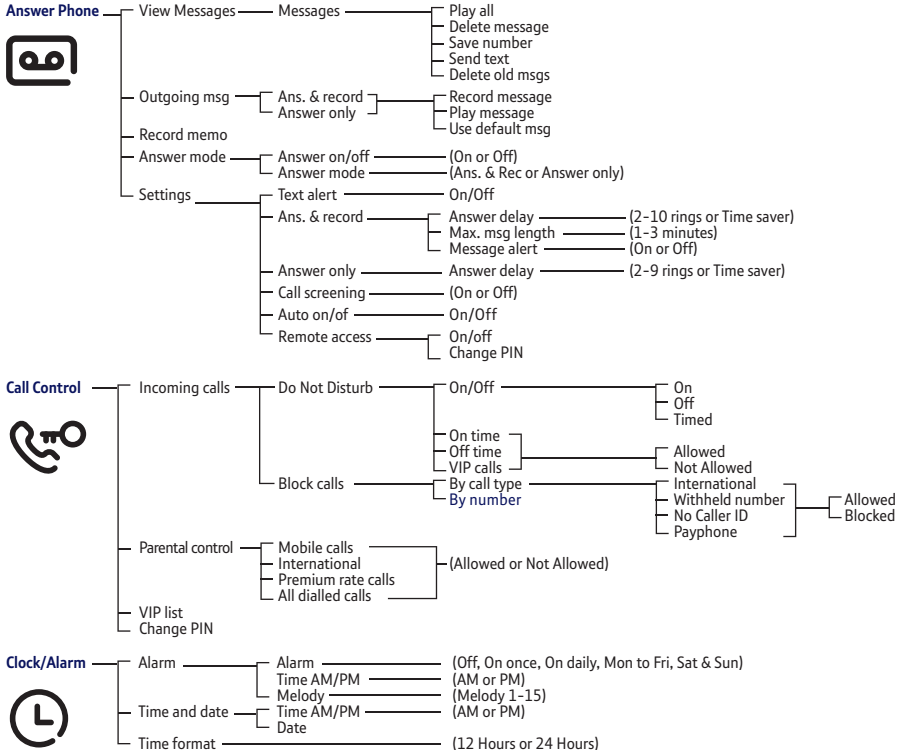 Answer Phone View Messages Messages Play all
Delete message
Save number
Send text
Delete old msgs
Outgoing msg Ans. & record Record message
Answer only Play message
Use default msg
Record memo
Answer mode Answer on/off (On or Off)
Answer mode (Ans. & Rec or Answer only)
Settings Text alert On/Off
Ans. & record Answer delay (2-10 rings or Time saver)
Max. msg length (1-3 minutes)
Message alert (On or Off)
Answer only Answer delay (2-9 rings or Time saver)
Call screening (On or Off)
Auto on/of On/Off
Remote access On/off
Change PIN
Call Control Incoming calls Do Not Disturb On/Off On
Off
Timed
On time
Off time Allowed
VIP calls Not Allowed
Block calls By call type International
By number Withheld number Allowed
No Caller ID Blocked
Payphone
Parental control Mobile calls
International (Allowed or Not Allowed)
Premium rate calls
All dialled calls
VIP list
Change PIN
Clock/Alarm Alarm Alarm (Off, On once, On daily, Mon to Fri, Sat & Sun)
Time AM/PM (AM or PM)
Melody (Melody 1-15)
Time and date Time AM/PM (AM or PM)
Date
Time format (12 Hours or 24 Hours)